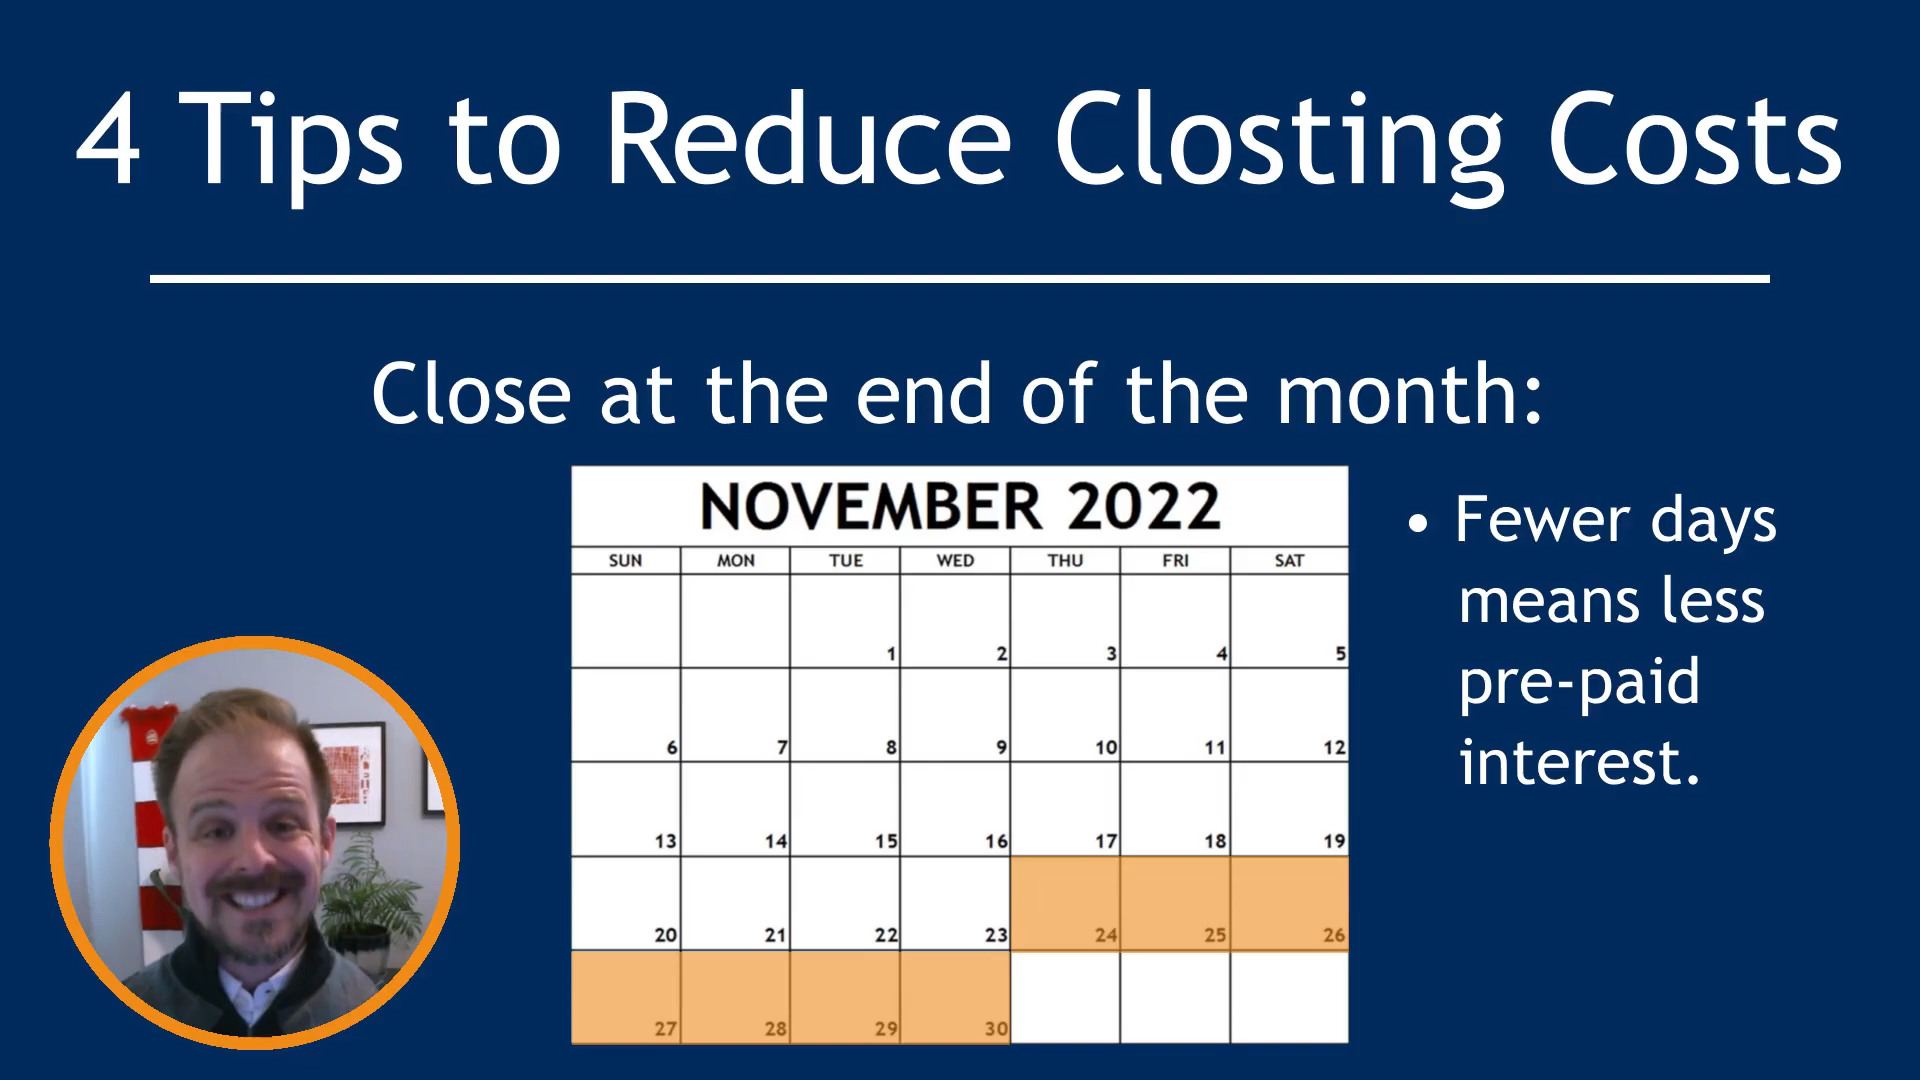 4 Tips to Reduce Closting Costs
Close at the end of the month:
NOVEMBER 2022
SUN MON TUE WED THU FRI SAT
1 2 3 4 5
6 7 8 9 10 11 12
13 14 15 16 17 18 19
20 21 22 23 24 25 26
27 28 29 30
• Fewer days
means less
pre-paid
interest.